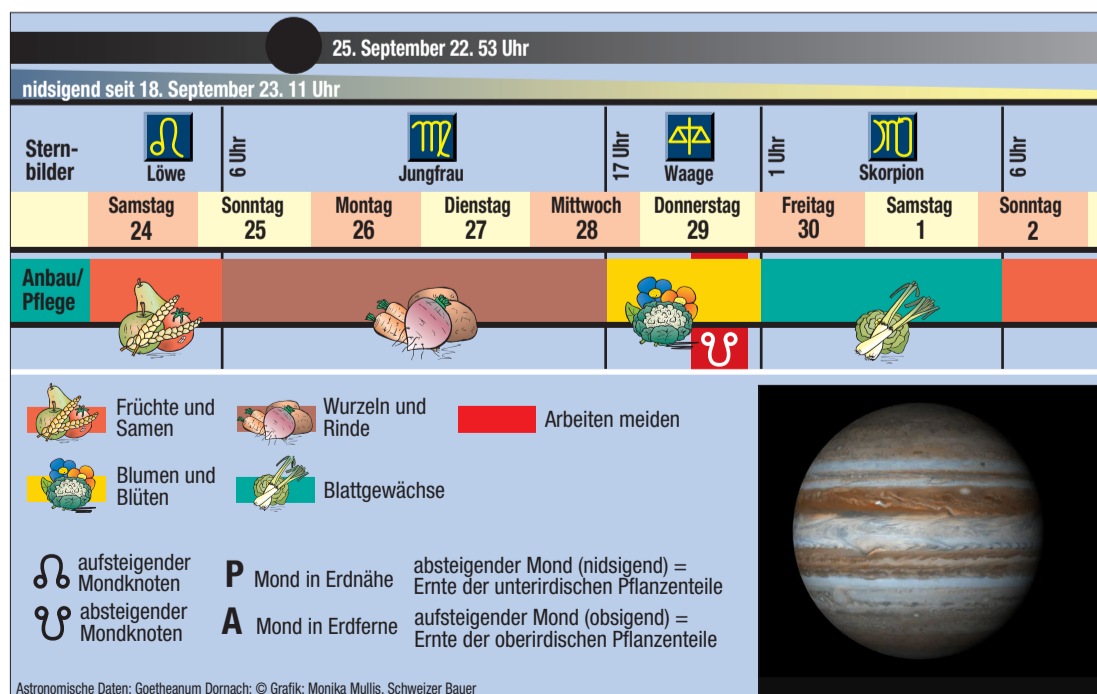 25. September 22. 53 Uhr
nidsigend seit 18. September 23. 11 Uhr
Stern-
bilder
Löwe
6 Uhr
Jungfrau
17 Uhr
Waage
1 Uhr
Skorpion
6 Uhr
Samstag Sonntag Montag Dienstag Mittwoch Donnerstag Freitag Samstag Sonntag
24 25 26 27 28 29 30 1 2
Anbau/
Pflege
Früchte und
Samen
Wurzeln und
Rinde
Arbeiten meiden
Blumen und
Blüten
Blattgewächse
aufsteigender
Mondknoten
P Mond in Erdnähe
absteigender Mond (nidsigend) =
Ernte der unterirdischen Pflanzenteile
absteigender
Mondknoten
A Mond in Erdferne
aufsteigender Mond (obsigend) =
Ernte der oberirdischen Pflanzenteile
Astronomische Daten: Goetheanum Dornach; © Grafik: Monika Mullis, Schweizer Bauer